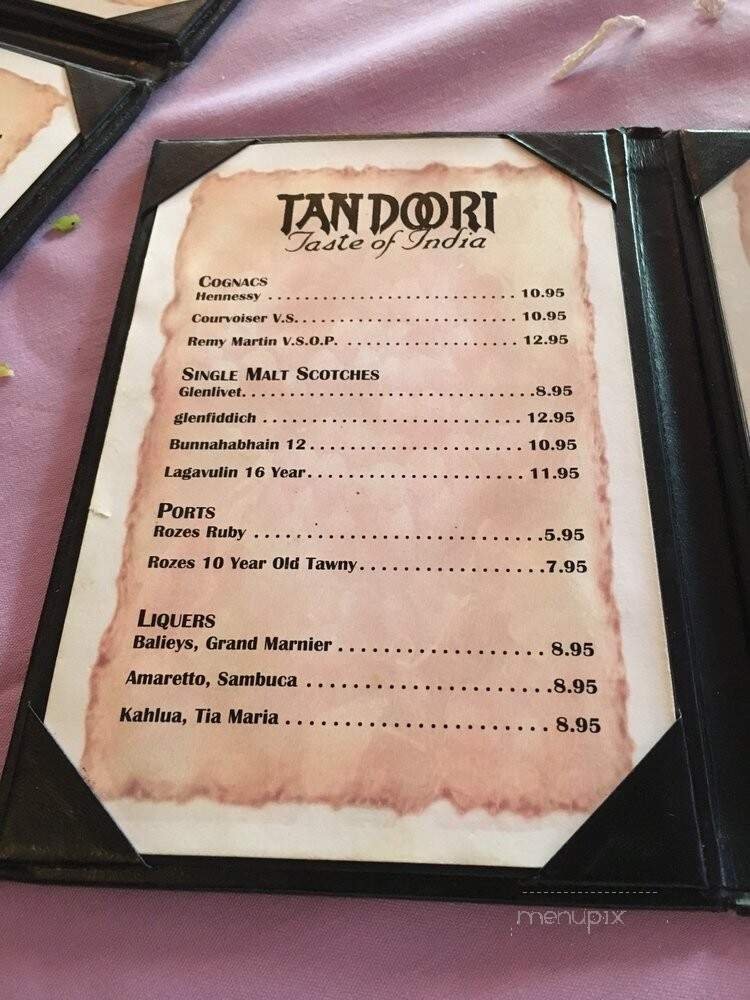 TANDOORI
Taste of India
COGNACS
Hennessy . . . . . . . . . . . . . . . . . . . . . . . . . . . 10.95
Courvoiser V.S. . . . . . . . . . . . . . . . . . . . . . . . 10.95
Remy Martin V.S.O.P. . . . . . . . . . . . . . . . . . . . 12.95
SINGLE MALT SCOTCHES
Glenlivet. . . . . . . . . . . . . . . . . . . . . . . . . . . . . .8.95
glenfiddich . . . . . . . . . . . . . . . . . . . . . . . . . . . 12.95
Bunnahabhain 12 . . . . . . . . . . . . . . . . . . . . . . 10.95
Lagavulin 16 Year . . . . . . . . . . . . . . . . . . . . . . 11.95
PORTS
Rozes Ruby . . . . . . . . . . . . . . . . . . . . . . . . . . .5.95
Rozes 10 Year Old Tawny. . . . . . . . . . . . . . . . .7.95
LIQUERS
Balieys, Grand Marnier . . . . . . . . . . . . . . . . . . 8.95
Amaretto, Sambuca . . . . . . . . . . . . . . . . . . . . .8.95
Kahlua, Tia Maria . . . . . . . . . . . . . . . . . . . . . . 8.95
menupix